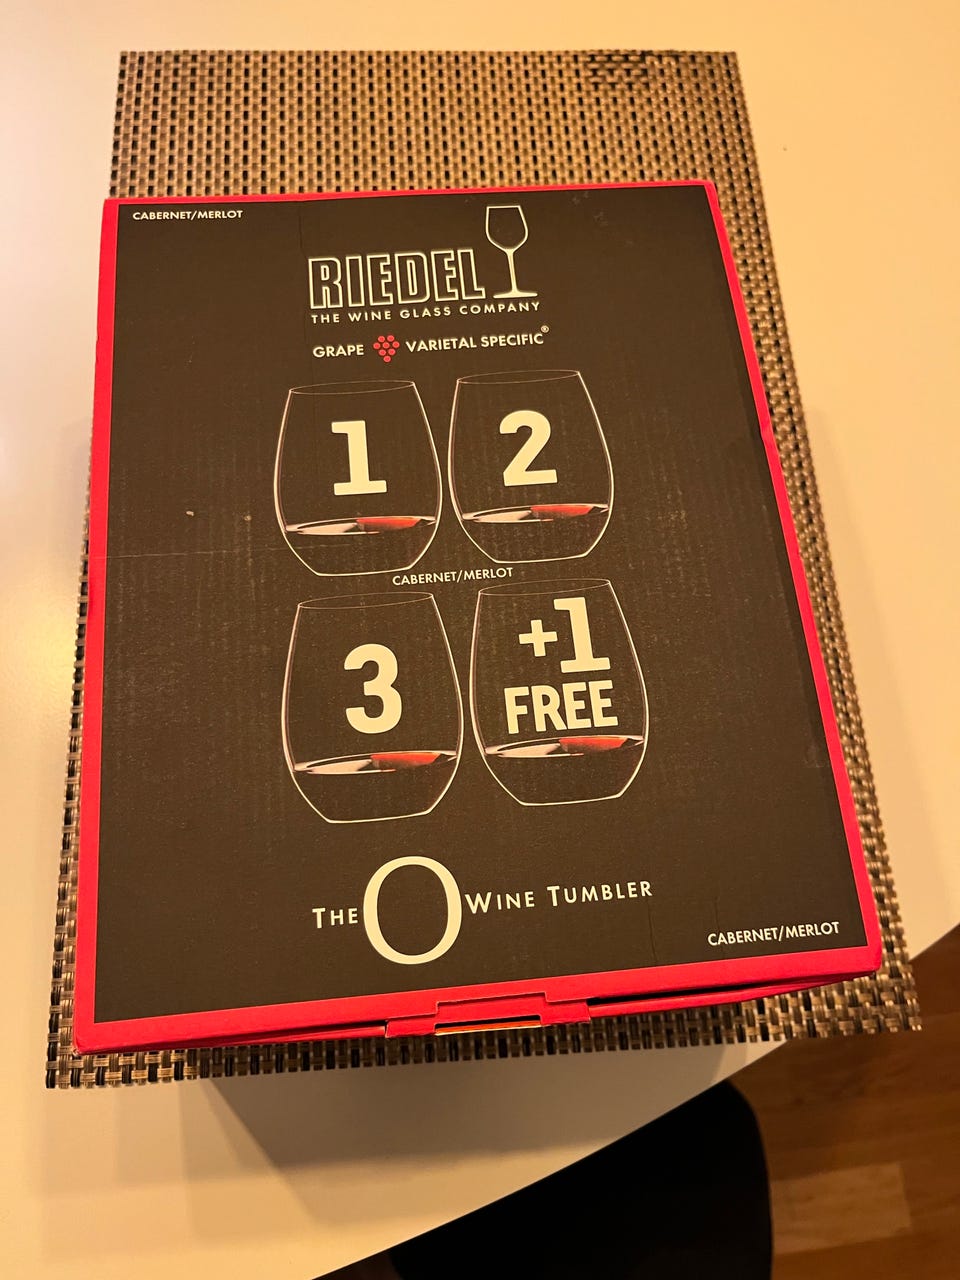 CABERNET/MERLOT
RIEDEL
THE WINE GLASS COMPANY
GRAPE VARIETAL SPECIFIC®
1
2
CABERNET/MERLOT
3
+1
FREE
THE O WINE TUMBLER
CABERNET/MERLOT